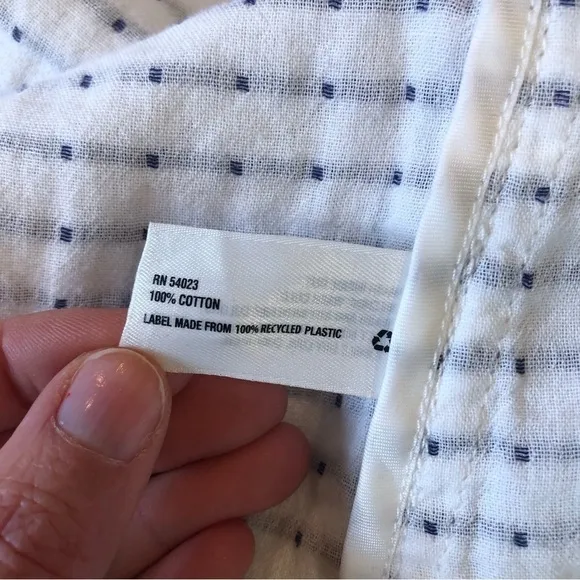 RN 54023
100% COTTON
LABEL MADE FROM 100% RECYCLED PLASTIC